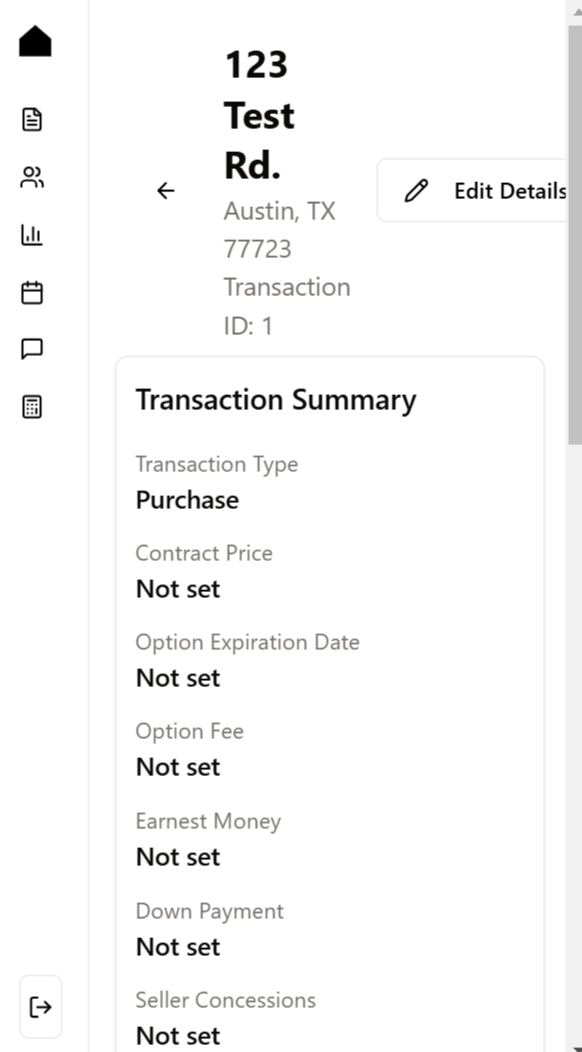 123
Test
Rd.
Austin, TX
77723
Transaction
ID: 1
Edit Details
Transaction Summary
Transaction Type
Purchase
Contract Price
Not set
Option Expiration Date
Not set
Option Fee
Not set
Earnest Money
Not set
Down Payment
Not set
Seller Concessions
Not set